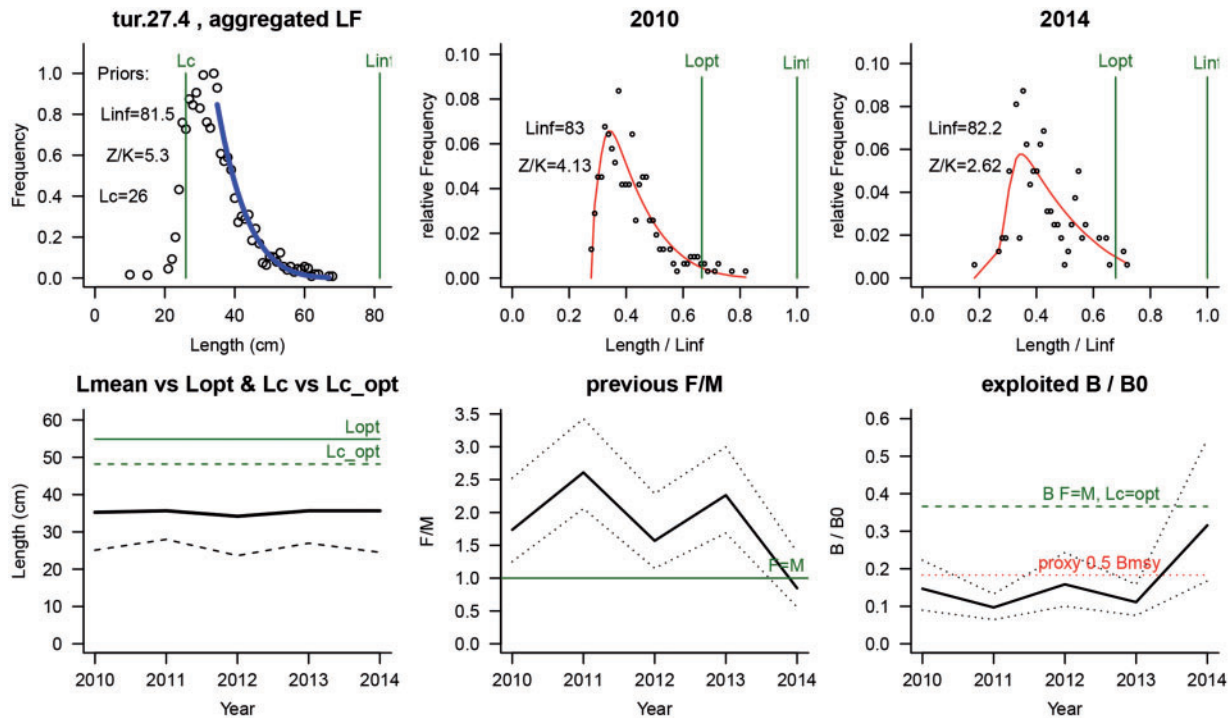 tur.27.4 , aggregated LF
Lc
Linf
Priors:
Linf=81.5
Z/K=5.3
Lc=26
Frequency
1.0
0.8
0.6
0.4
0.2
0.0
0 20 40 60 80
Length (cm)
2010
Lopt
Linf
Linf=83
Z/K=4.13
relative Frequency
0.10
0.08
0.06
0.04
0.02
0.00
0.0 0.2 0.4 0.6 0.8 1.0
Length / Linf
2014
Lopt
Linf
Linf=82.2
Z/K=2.62
relative Frequency
0.10
0.08
0.06
0.04
0.02
0.00
0.0 0.2 0.4 0.6 0.8 1.0
Length / Linf
Lmean vs Lopt & Lc vs Lc_opt
Lopt
Lc_opt
Length (cm)
60
50
40
30
20
10
0
2010 2011 2012 2013 2014
Year
previous F/M
F=M
F/M
3.5
3.0
2.5
2.0
1.5
1.0
0.5
0.0
2010 2011 2012 2013 2014
Year
exploited B / B0
B F=M, Lc=opt
proxy 0.5 Bmsy
B / B0
0.6
0.5
0.4
0.3
0.2
0.1
0.0
2010 2011 2012 2013 2014
Year